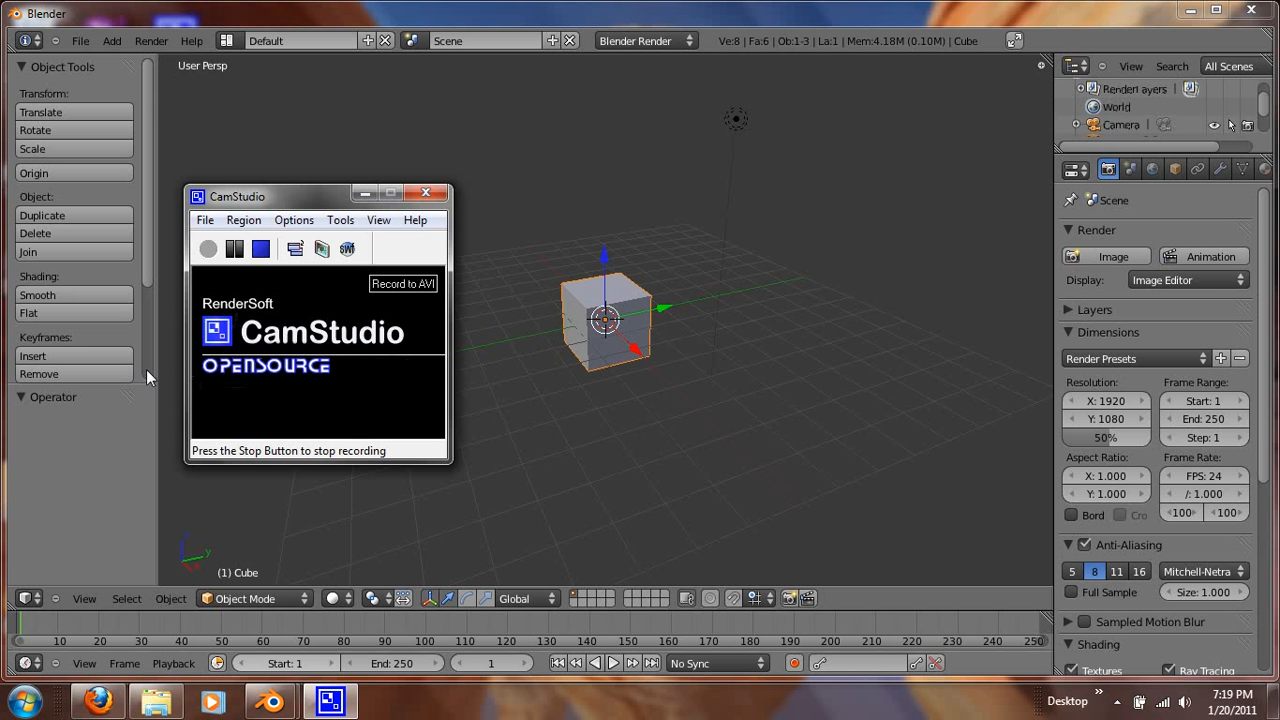 Blender
File Add Render Help Default Scene Blender Render Ve:8 | Fa:6 | Ob:1-3 | La:1 | Mem:4.18M (0.10M) | Cube
Object Tools
Transform:
Translate
Rotate
Scale
Origin
Object:
Duplicate
Delete
Join
Shading:
Smooth
Flat
Keyframes:
Insert
Remove
Operator
User Persp
CamStudio
File Region Options Tools View Help
SWF
Record to AVI
RenderSoft
CamStudio
OPENSOURCE
Press the Stop Button to stop recording
(1) Cube
View Search All Scenes
RenderLayers
World
Camera
Scene
Render
Image Animation
Display: Image Editor
Layers
Dimensions
Render Presets
Resolution: Frame Range:
X: 1920 Start: 1
Y: 1080 End: 250
50% Step: 1
Aspect Ratio: Frame Rate:
X: 1.000 FPS: 24
Y: 1.000 /: 1.000
Bord Cro 100 100
Anti-Aliasing
5 8 11 16 Mitchell-Netra
Full Sample Size: 1.000
Sampled Motion Blur
Shading
Textures Ray Tracing
View Select Object Object Mode Global
10 20 30 40 50 60 70 80 90 100 110 120 130 140 150 160 170 180 190 200 210 220 230 240 250
View Frame Playback Start: 1 End: 250 1 No Sync
Desktop » 7:19 PM
1/20/2011